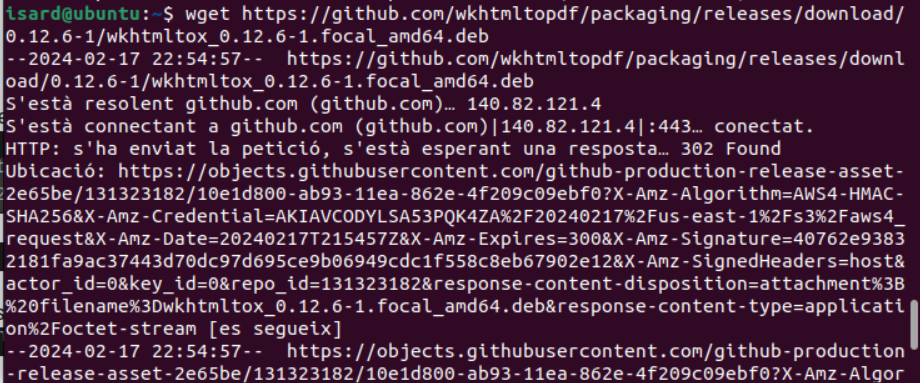 isard@ubuntu:~$ wget https://github.com/wkhtmltopdf/packaging/releases/download/
0.12.6-1/wkhtmltox_0.12.6-1.focal_amd64.deb
--2024-02-17 22:54:57--  https://github.com/wkhtmltopdf/packaging/releases/downl
oad/0.12.6-1/wkhtmltox_0.12.6-1.focal_amd64.deb
S'està resolent github.com (github.com)… 140.82.121.4
S'està connectant a github.com (github.com)|140.82.121.4|:443… conectat.
HTTP: s'ha enviat la petició, s'està esperant una resposta… 302 Found
Ubicació: https://objects.githubusercontent.com/github-production-release-asset-
2e65be/131323182/10e1d800-ab93-11ea-862e-4f209c09ebf0?X-Amz-Algorithm=AWS4-HMAC-
SHA256&X-Amz-Credential=AKIAVCODYLSA53PQK4ZA%2F20240217%2Fus-east-1%2Fs3%2Faws4_
request&X-Amz-Date=20240217T215457Z&X-Amz-Expires=300&X-Amz-Signature=40762e9383
2181fa9ac37443d70dc97d695ce9b06949cdc1f558c8eb67902e12&X-Amz-SignedHeaders=host&
actor_id=0&key_id=0&repo_id=131323182&response-content-disposition=attachment%3B
%20filename%3Dwkhtmltox_0.12.6-1.focal_amd64.deb&response-content-type=applicati
on%2Foctet-stream [es segueix]
--2024-02-17 22:54:57--  https://objects.githubusercontent.com/github-production
-release-asset-2e65be/131323182/10e1d800-ab93-11ea-862e-4f209c09ebf0?X-Amz-Algor